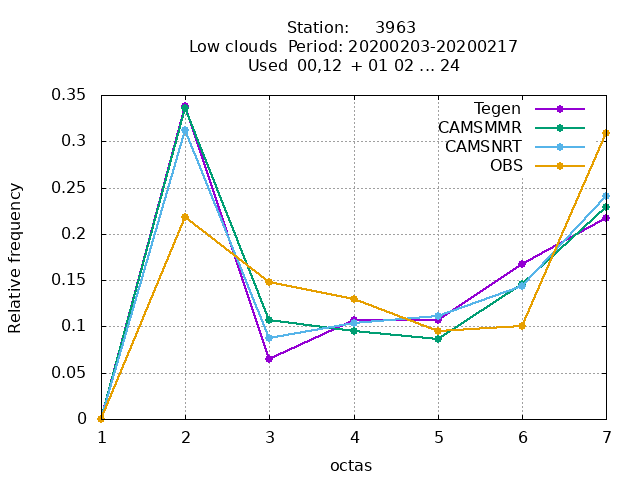 Station:     3963
Low clouds  Period: 20200203-20200217
Used  00,12  + 01 02 ... 24
Tegen
CAMSMMR
CAMSNRT
OBS
Relative frequency
0.35
0.3
0.25
0.2
0.15
0.1
0.05
0
1 2 3 4 5 6 7
octas